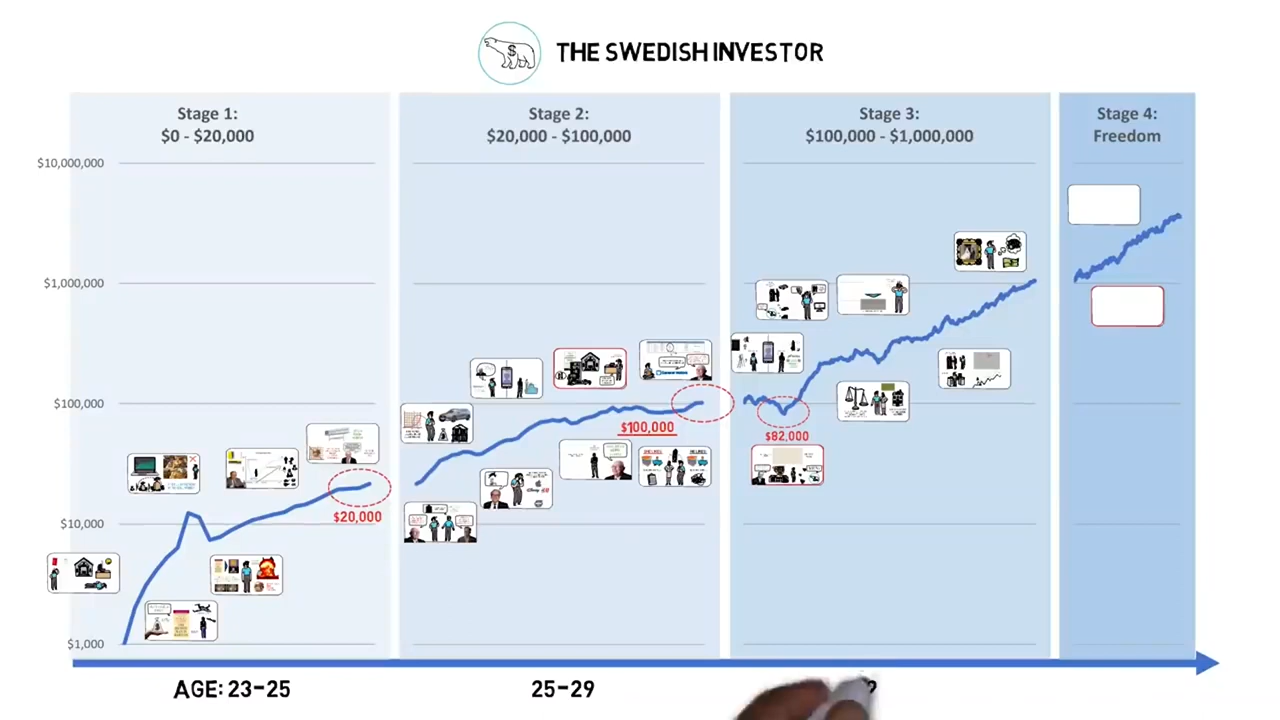 THE SWEDISH INVESTOR
Stage 1:
$0 - $20,000
Stage 2:
$20,000 - $100,000
Stage 3:
$100,000 - $1,000,000
Stage 4:
Freedom
$10,000,000
$1,000,000
$100,000
$10,000
$1,000
$20,000
$100,000
$82,000
AGE: 23-25
25-29